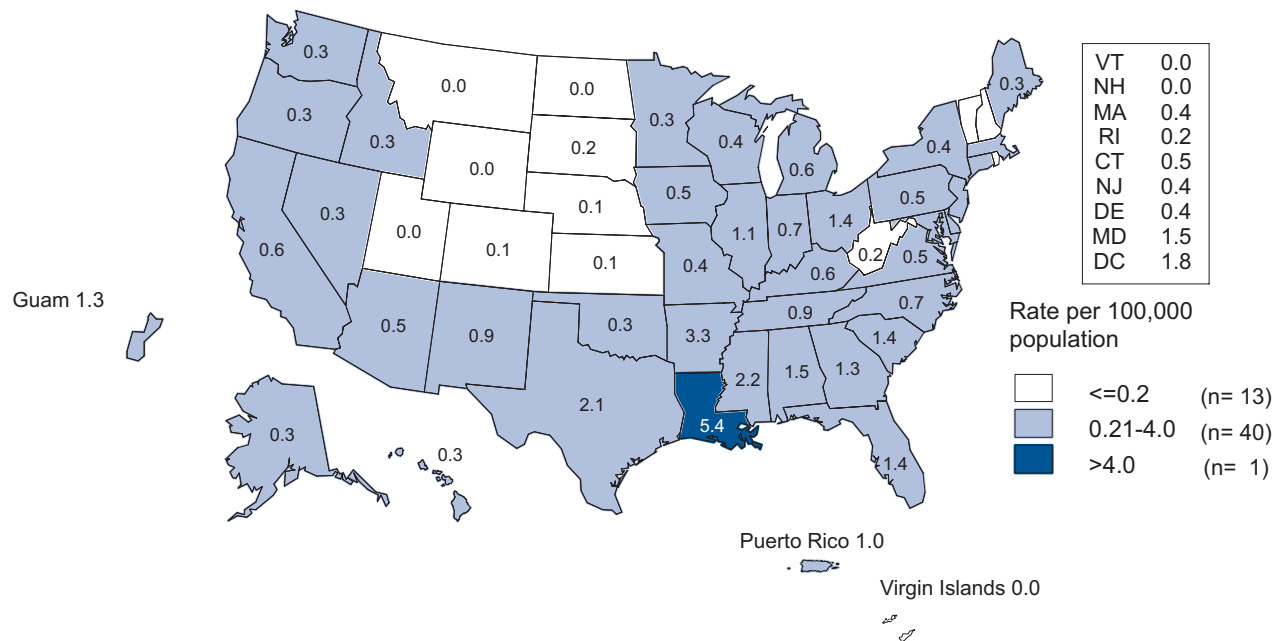 0.3
0.0
0.0
0.3
0.3
0.3
0.3
0.2
0.4
0.6
0.4
0.0
0.1
0.5
0.5
0.3
0.6
0.0
0.1
0.1
1.1
0.7
1.4
0.2
0.5
0.4
0.6
0.5
0.9
0.3
3.3
0.9
0.7
1.4
2.1
5.4
2.2
1.5
1.3
1.4
0.3
0.3
Guam 1.3
Puerto Rico 1.0
Virgin Islands 0.0
VT 0.0
NH 0.0
MA 0.4
RI 0.2
CT 0.5
NJ 0.4
DE 0.4
MD 1.5
DC 1.8
Rate per 100,000
population
<=0.2 (n= 13)
0.21-4.0 (n= 40)
>4.0 (n= 1)